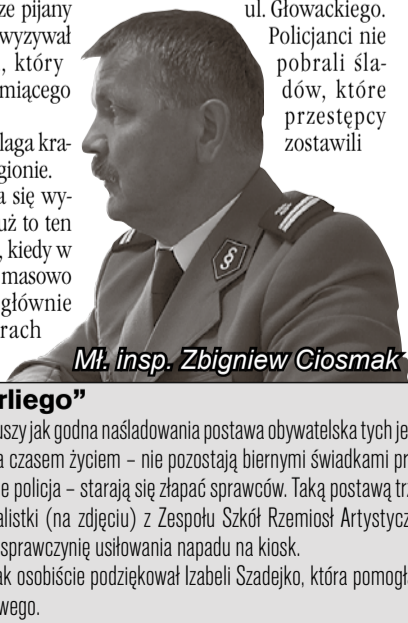 ze pijany
wyzywał
, który
miącego
laga kra-
gionie.
a się wy-
uż to ten
, kiedy w
masowo
głównie
rach
ul. Głowackiego.
Policjanci nie
pobrali śla-
dów, które
przestępcy
zostawili
Mł. insp. Zbigniew Ciosmak
rliego”
uszy jak godna naśladowania postawa obywatelska tych je
a czasem życiem – nie pozostają biernymi świadkami pr
e policja – starają się złapać sprawców. Taką postawą trz
alistki (na zdjęciu) z Zespołu Szkół Rzemiosł Artystycz
sprawczynię usiłowania napadu na kiosk.
ak osobiście podziękował Izabeli Szadejko, która pomogła
wego.